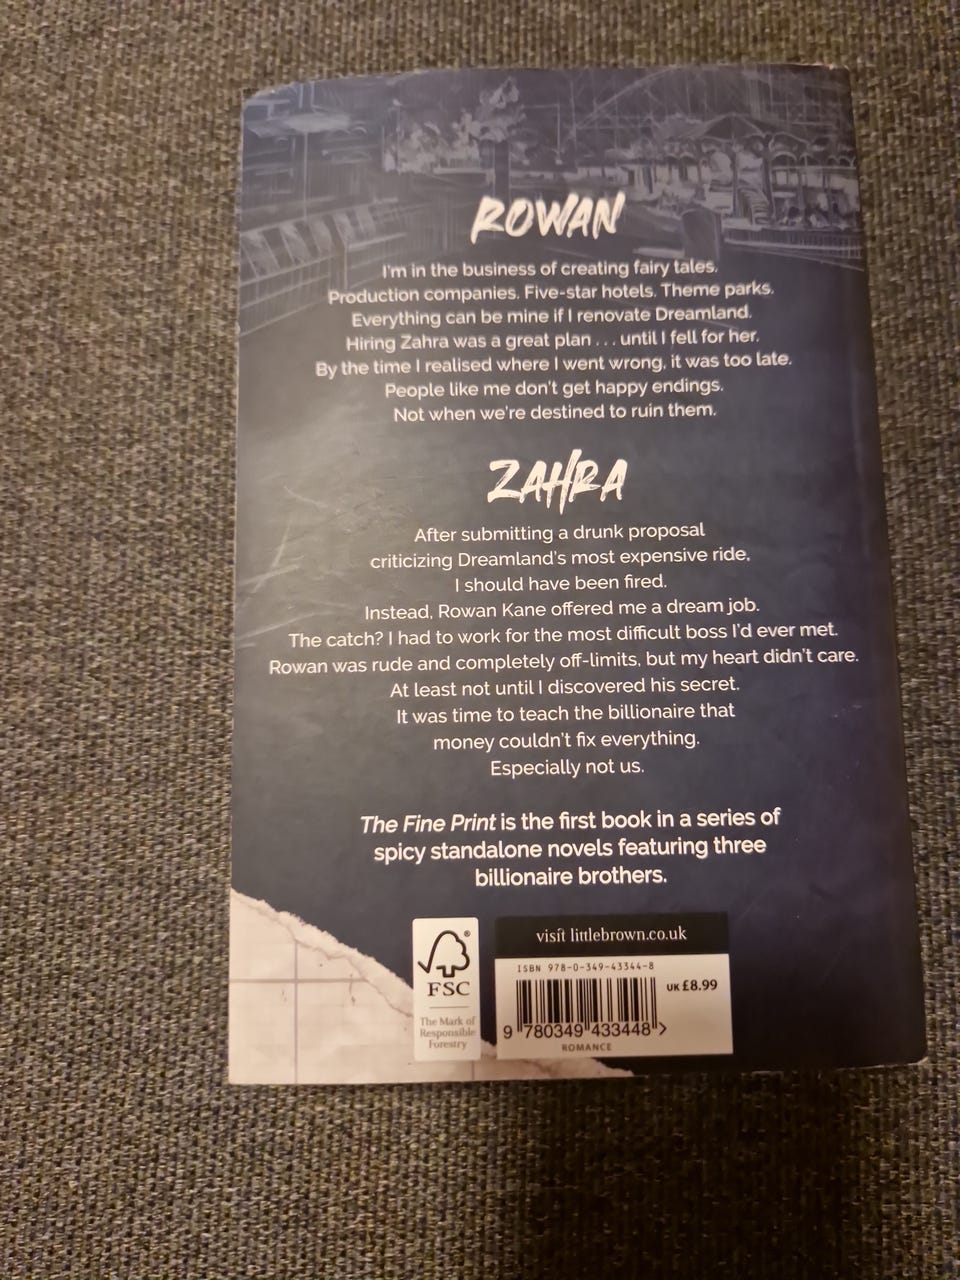 ROWAN
I'm in the business of creating fairy tales.
Production companies. Five-star hotels. Theme parks.
Everything can be mine if I renovate Dreamland.
Hiring Zahra was a great plan . . . until I fell for her.
By the time I realised where I went wrong, it was too late.
People like me don't get happy endings.
Not when we're destined to ruin them.
ZAHRA
After submitting a drunk proposal
criticizing Dreamland's most expensive ride,
I should have been fired.
Instead, Rowan Kane offered me a dream job.
The catch? I had to work for the most difficult boss I'd ever met.
Rowan was rude and completely off-limits, but my heart didn't care.
At least not until I discovered his secret.
It was time to teach the billionaire that
money couldn't fix everything.
Especially not us.
The Fine Print is the first book in a series of
spicy standalone novels featuring three
billionaire brothers.
®
FSC
The Mark of
Responsible
Forestry
visit littlebrown.co.uk
ISBN 978-0-349-43344-8
UK £8.99
9 780349 433448 >
ROMANCE